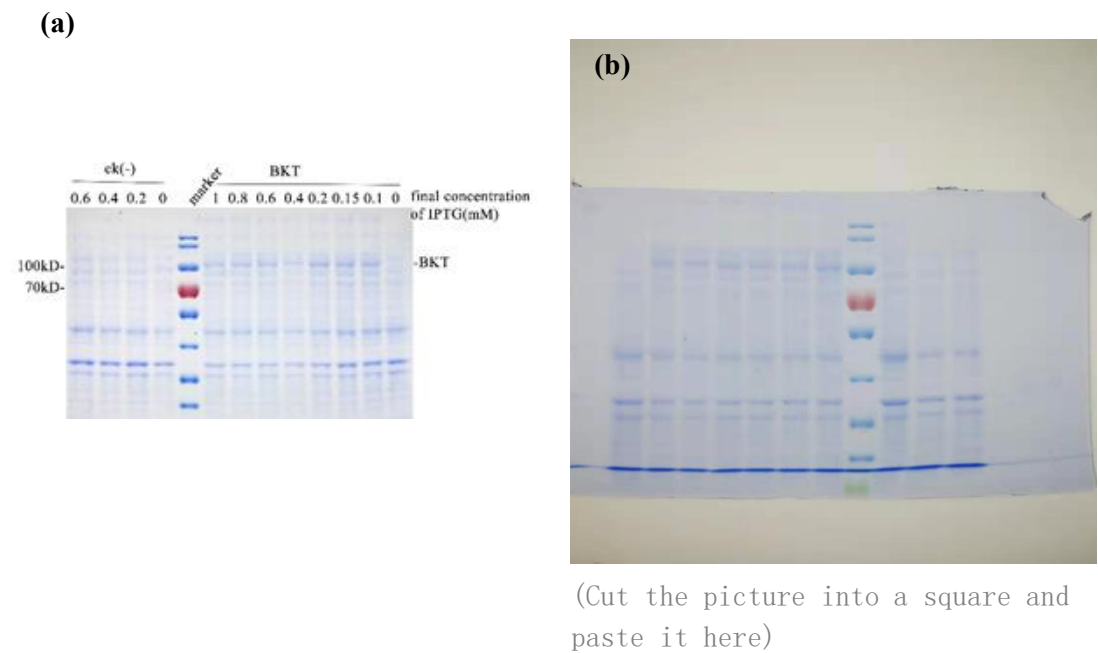 (a)
ck(-) marker BKT
0.6 0.4 0.2 0 1 0.8 0.6 0.4 0.2 0.15 0.1 0 final concentration
of IPTG(mM)
100kD-
-BKT
70kD-
(b)
(Cut the picture into a square and
paste it here)